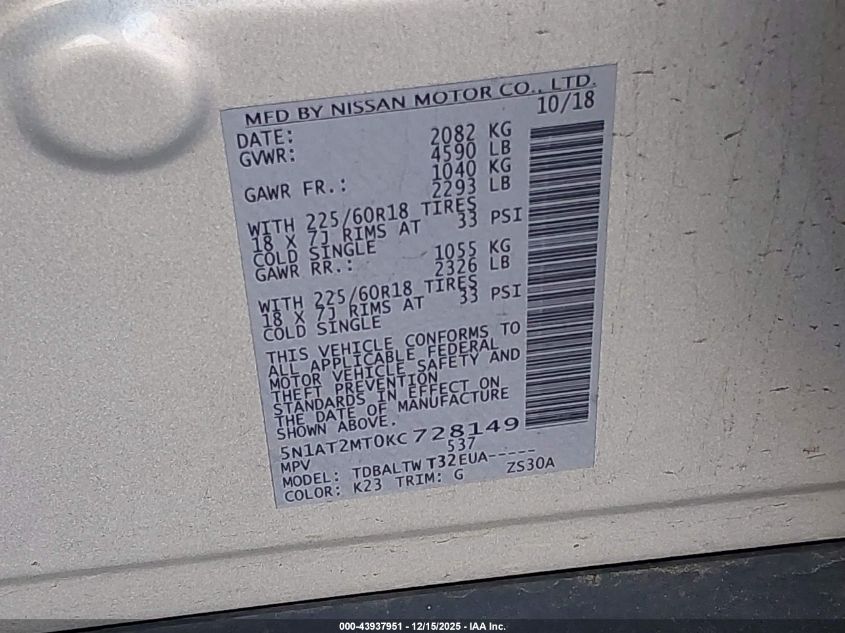 MFD BY NISSAN MOTOR CO., LTD.
DATE: 10/18
GVWR: 2082 KG
4590 LB
GAWR FR.: 1040 KG
2293 LB
WITH 225/60R18 TIRES
18 X 7J RIMS AT 33 PSI
COLD SINGLE
GAWR RR.: 1055 KG
2326 LB
WITH 225/60R18 TIRES
18 X 7J RIMS AT 33 PSI
COLD SINGLE
THIS VEHICLE CONFORMS TO
ALL APPLICABLE FEDERAL
MOTOR VEHICLE SAFETY AND
THEFT PREVENTION
STANDARDS IN EFFECT ON
THE DATE OF MANUFACTURE
SHOWN ABOVE.
5N1AT2MT0KC728149
MPV 537
MODEL: TDBALTWT32EUA-----
COLOR: K23 TRIM: G ZS30A
000-43937951 - 12/15/2025 - IAA Inc.